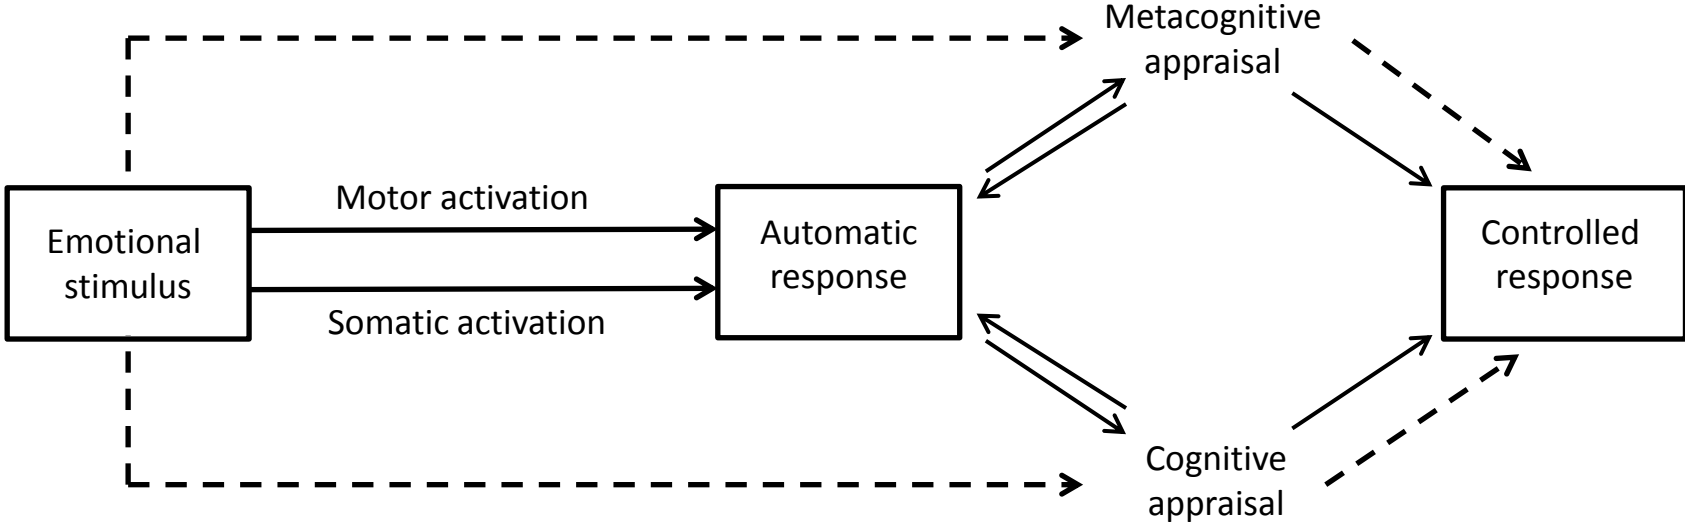 Metacognitive
appraisal
Motor activation
Emotional
stimulus
Somatic activation
Automatic
response
Controlled
response
Cognitive
appraisal